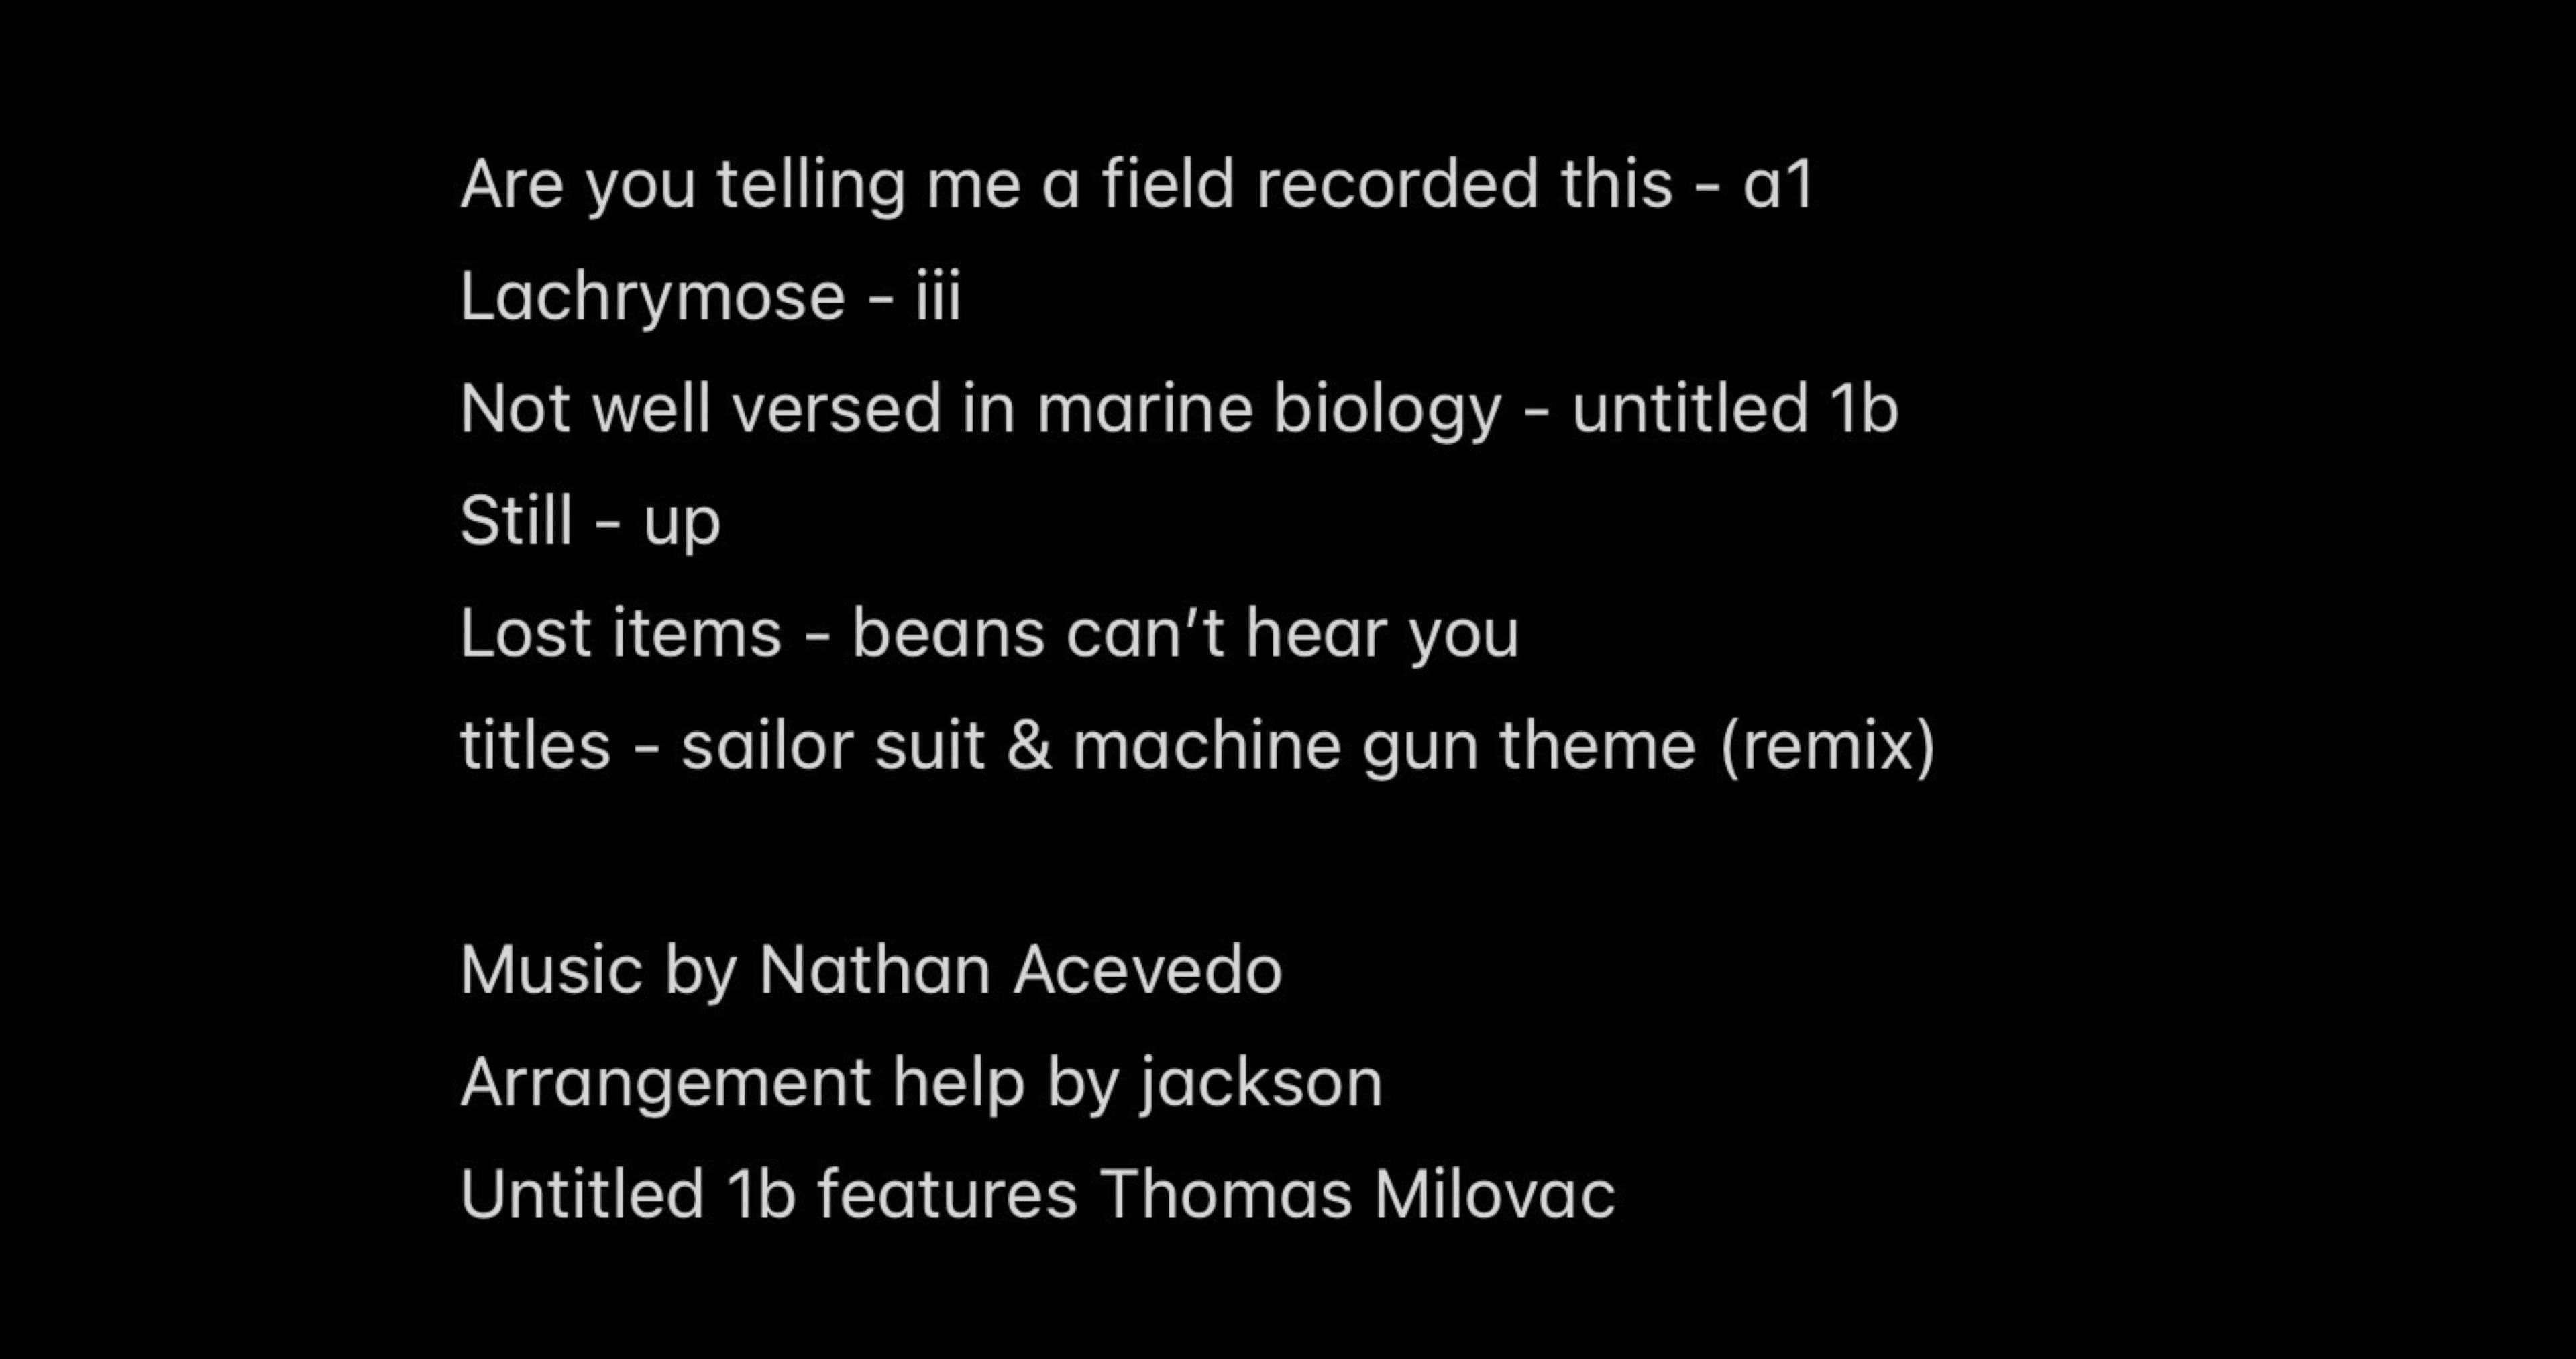 Are you telling me a field recorded this - a1
Lachrymose - iii
Not well versed in marine biology - untitled 1b
Still - up
Lost items - beans can’t hear you
titles - sailor suit & machine gun theme (remix)
Music by Nathan Acevedo
Arrangement help by jackson
Untitled 1b features Thomas Milovac